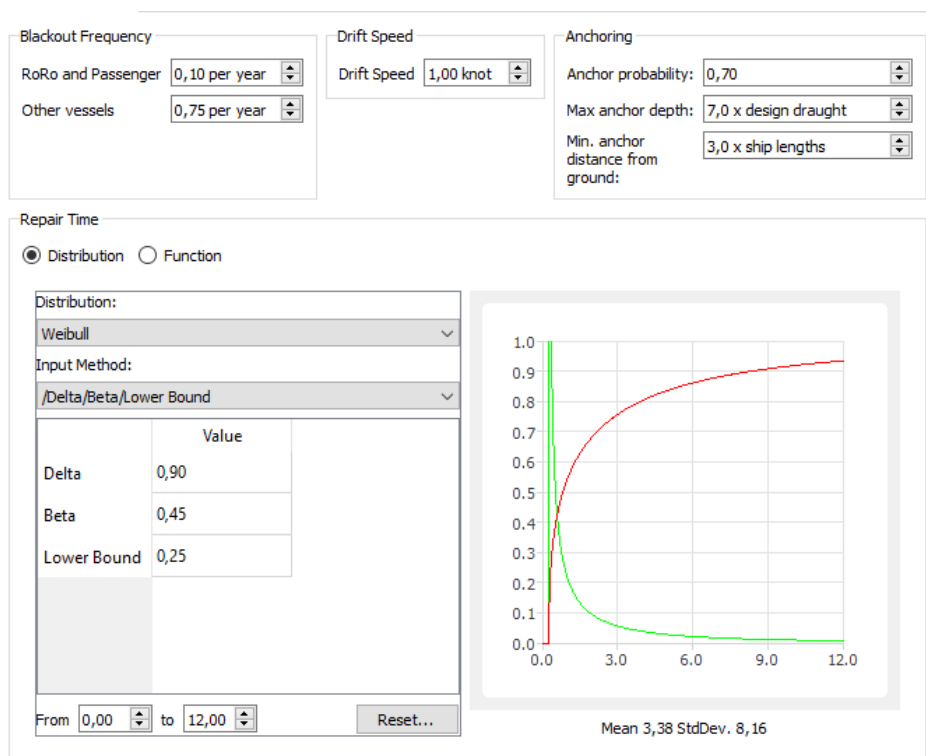 Blackout Frequency
RoRo and Passenger 0,10 per year
Other vessels 0,75 per year
Drift Speed
Drift Speed 1,00 knot
Anchoring
Anchor probability: 0,70
Max anchor depth: 7,0 x design draught
Min. anchor
distance from
ground:
3,0 x ship lengths
Repair Time
Distribution Function
Distribution:
Weibull
Input Method:
/Delta/Beta/Lower Bound
Value
Delta 0,90
Beta 0,45
Lower Bound 0,25
From 0,00 to 12,00 Reset...
1.0
0.9
0.8
0.7
0.6
0.5
0.4
0.3
0.2
0.1
0.0
0.0 3.0 6.0 9.0 12.0
Mean 3,38 StdDev. 8,16